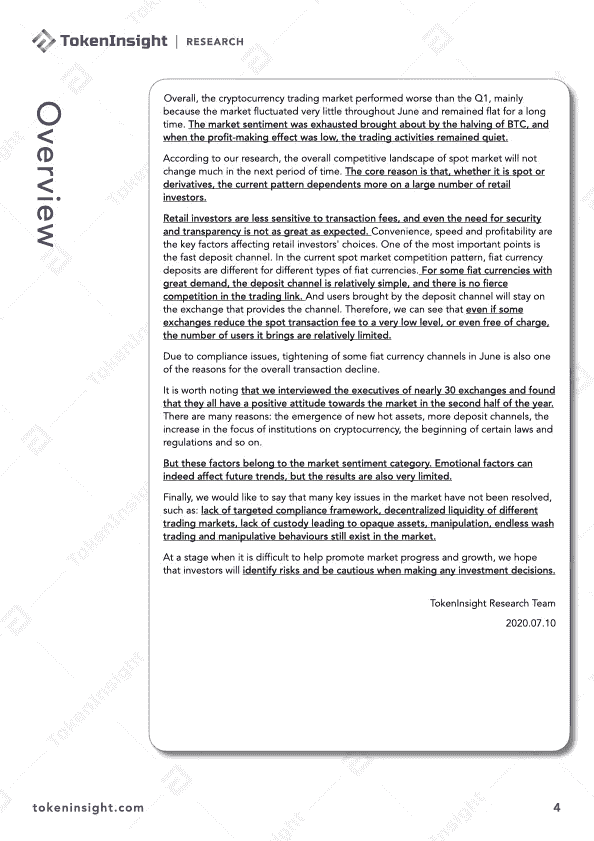 TokenInsight | RESEARCH
Overview
Overall, the cryptocurrency trading market performed worse than the Q1, mainly
because the market fluctuated very little throughout June and remained flat for a long
time. The market sentiment was exhausted brought about by the halving of BTC, and
when the profit-making effect was low, the trading activities remained quiet.
According to our research, the overall competitive landscape of spot market will not
change much in the next period of time. The core reason is that, whether it is spot or
derivatives, the current pattern dependents more on a large number of retail
investors.
Retail investors are less sensitive to transaction fees, and even the need for security
and transparency is not as great as expected. Convenience, speed and profitability are
the key factors affecting retail investors' choices. One of the most important points is
the fast deposit channel. In the current spot market competition pattern, fiat currency
deposits are different for different types of fiat currencies. For some fiat currencies with
great demand, the deposit channel is relatively simple, and there is no fierce
competition in the trading link. And users brought by the deposit channel will stay on
the exchange that provides the channel. Therefore, we can see that even if some
exchanges reduce the spot transaction fee to a very low level, or even free of charge,
the number of users it brings are relatively limited.
Due to compliance issues, tightening of some fiat currency channels in June is also one
of the reasons for the overall transaction decline.
It is worth noting that we interviewed the executives of nearly 30 exchanges and found
that they all have a positive attitude towards the market in the second half of the year.
There are many reasons: the emergence of new hot assets, more deposit channels, the
increase in the focus of institutions on cryptocurrency, the beginning of certain laws and
regulations and so on.
But these factors belong to the market sentiment category. Emotional factors can
indeed affect future trends, but the results are also very limited.
Finally, we would like to say that many key issues in the market have not been resolved,
such as: lack of targeted compliance framework, decentralized liquidity of different
trading markets, lack of custody leading to opaque assets, manipulation, endless wash
trading and manipulative behaviours still exist in the market.
At a stage when it is difficult to help promote market progress and growth, we hope
that investors will identify risks and be cautious when making any investment decisions.
TokenInsight Research Team
2020.07.10
tokeninsight.com
4